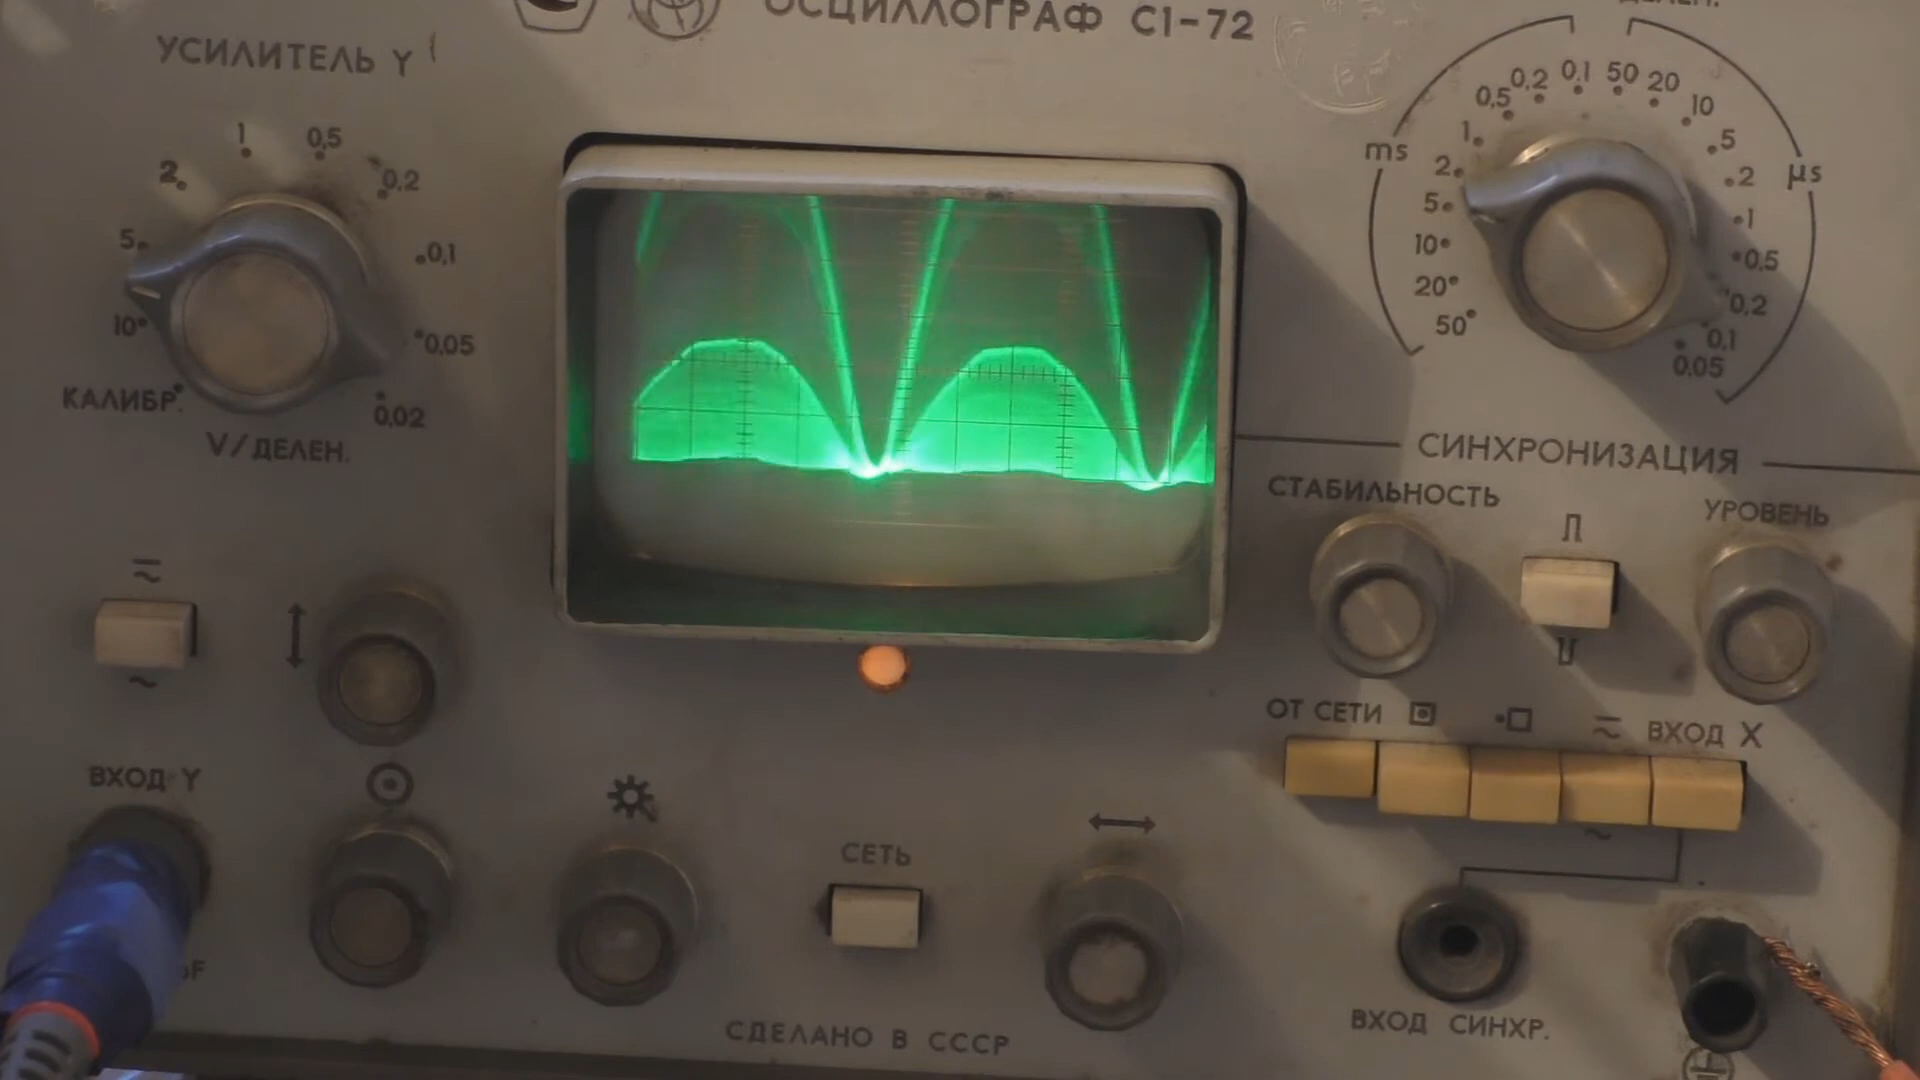 ОСЦИЛЛОГРАФ С1-72
УСИЛИТЕЛЬ Y
10 5 2 1 0,5 0,2 0,1 0,05 0,02
КАЛИБР.
V/ДЕЛЕН.
ms
50 20 10 5 2 1 0,5 0,2 0,1
50 20 10 5 2 1 0,5 0,2 0,1 0,05
μs
СИНХРОНИЗАЦИЯ
СТАБИЛЬНОСТЬ
УРОВЕНЬ
ОТ СЕТИ
ВХОД X
ВХОД Y
СЕТЬ
ВХОД СИНХР.
СДЕЛАНО В СССР